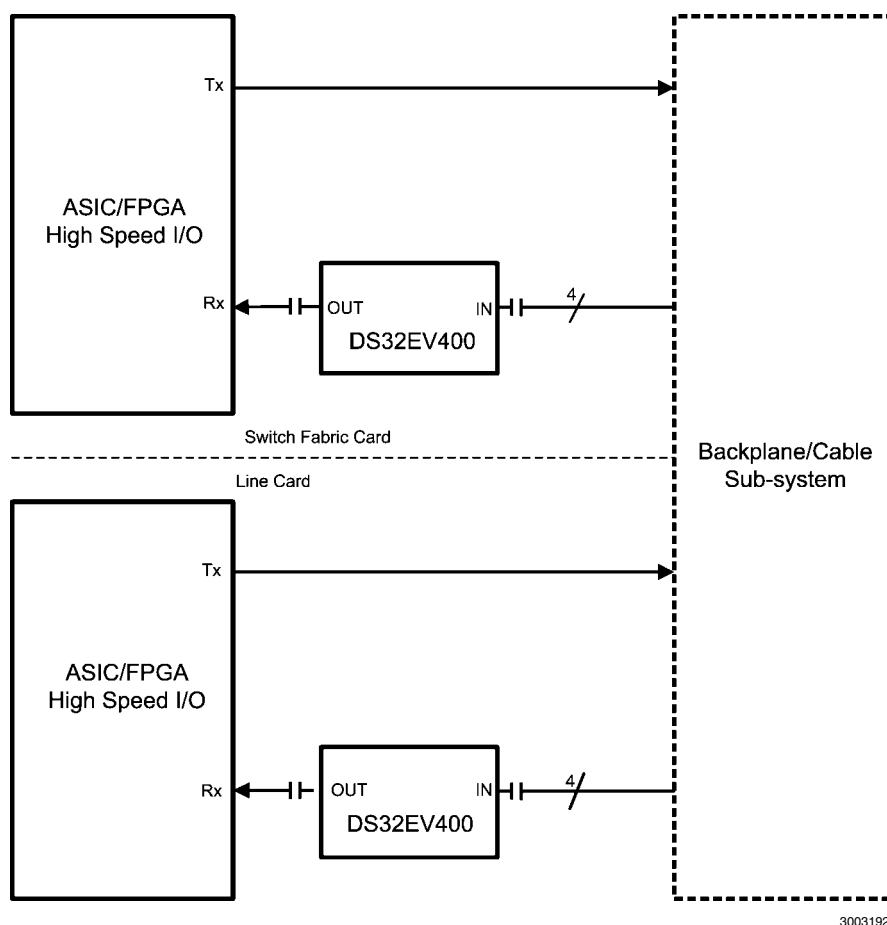 Tx
ASIC/FPGA
High Speed I/O
Rx
OUT
IN
4
DS32EV400
Switch Fabric Card
Backplane/Cable
Sub-system
Line Card
Tx
ASIC/FPGA
High Speed I/O
Rx
OUT
IN
4
DS32EV400
3003192